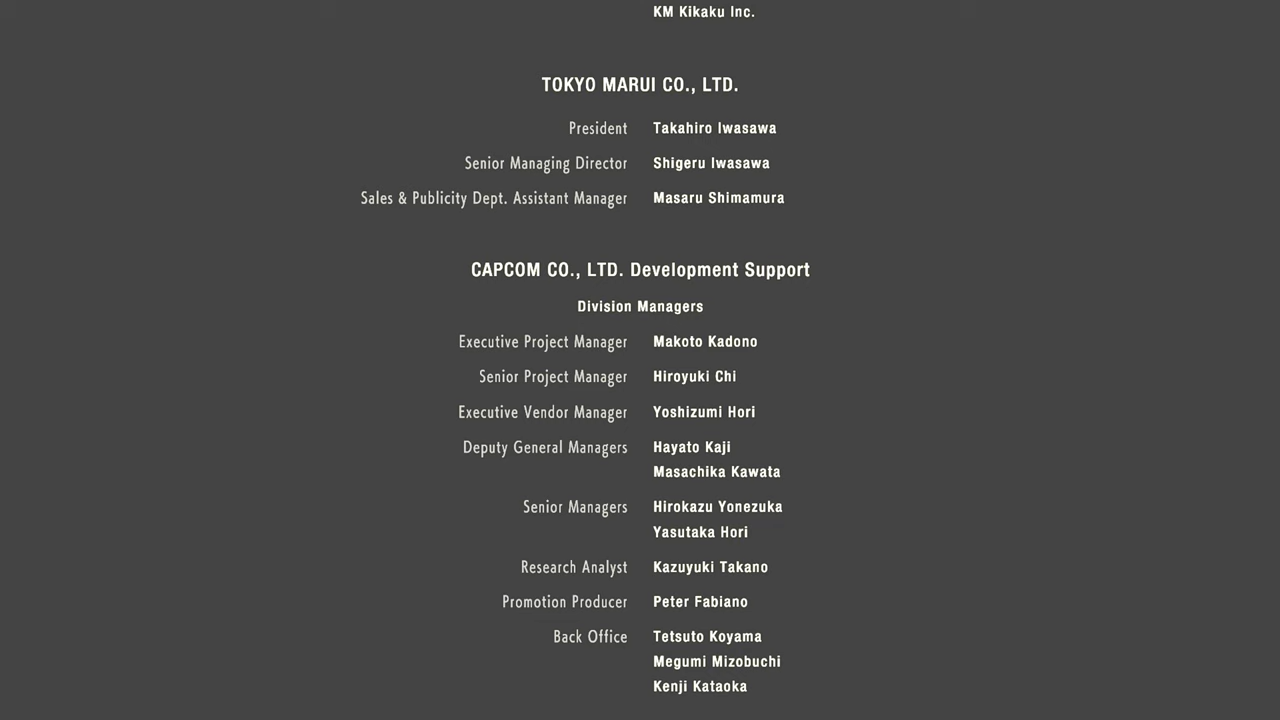 KM Kikaku Inc.
TOKYO MARUI CO., LTD.
President Takahiro Iwasawa
Senior Managing Director Shigeru Iwasawa
Sales & Publicity Dept. Assistant Manager Masaru Shimamura
CAPCOM CO., LTD. Development Support
Division Managers
Executive Project Manager Makoto Kadono
Senior Project Manager Hiroyuki Chi
Executive Vendor Manager Yoshizumi Hori
Deputy General Managers Hayato Kaji
Masachika Kawata
Senior Managers Hirokazu Yonezuka
Yasutaka Hori
Research Analyst Kazuyuki Takano
Promotion Producer Peter Fabiano
Back Office Tetsuto Koyama
Megumi Mizobuchi
Kenji Kataoka